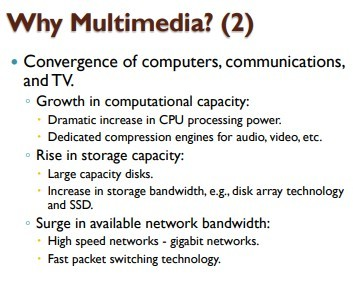 Why Multimedia? (2)
• Convergence of computers, communications,
and TV.
◦ Growth in computational capacity:
• Dramatic increase in CPU processing power.
• Dedicated compression engines for audio, video, etc.
◦ Rise in storage capacity:
• Large capacity disks.
• Increase in storage bandwidth, e.g., disk array technology
and SSD.
◦ Surge in available network bandwidth:
• High speed networks - gigabit networks.
• Fast packet switching technology.